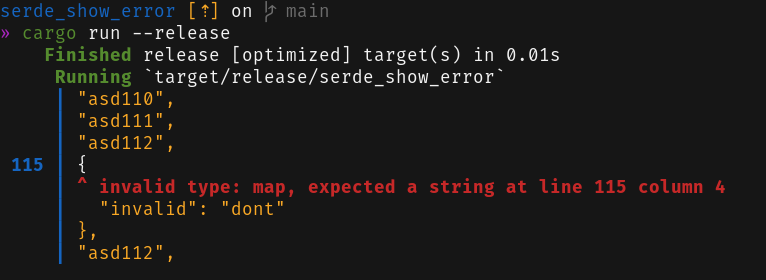 serde_show_error [⇡] on main
» cargo run --release
Finished release [optimized] target(s) in 0.01s
Running `target/release/serde_show_error`
| "asd110",
| "asd111",
| "asd112",
115 | {
| ^ invalid type: map, expected a string at line 115 column 4
| "invalid": "dont"
| },
| "asd112",